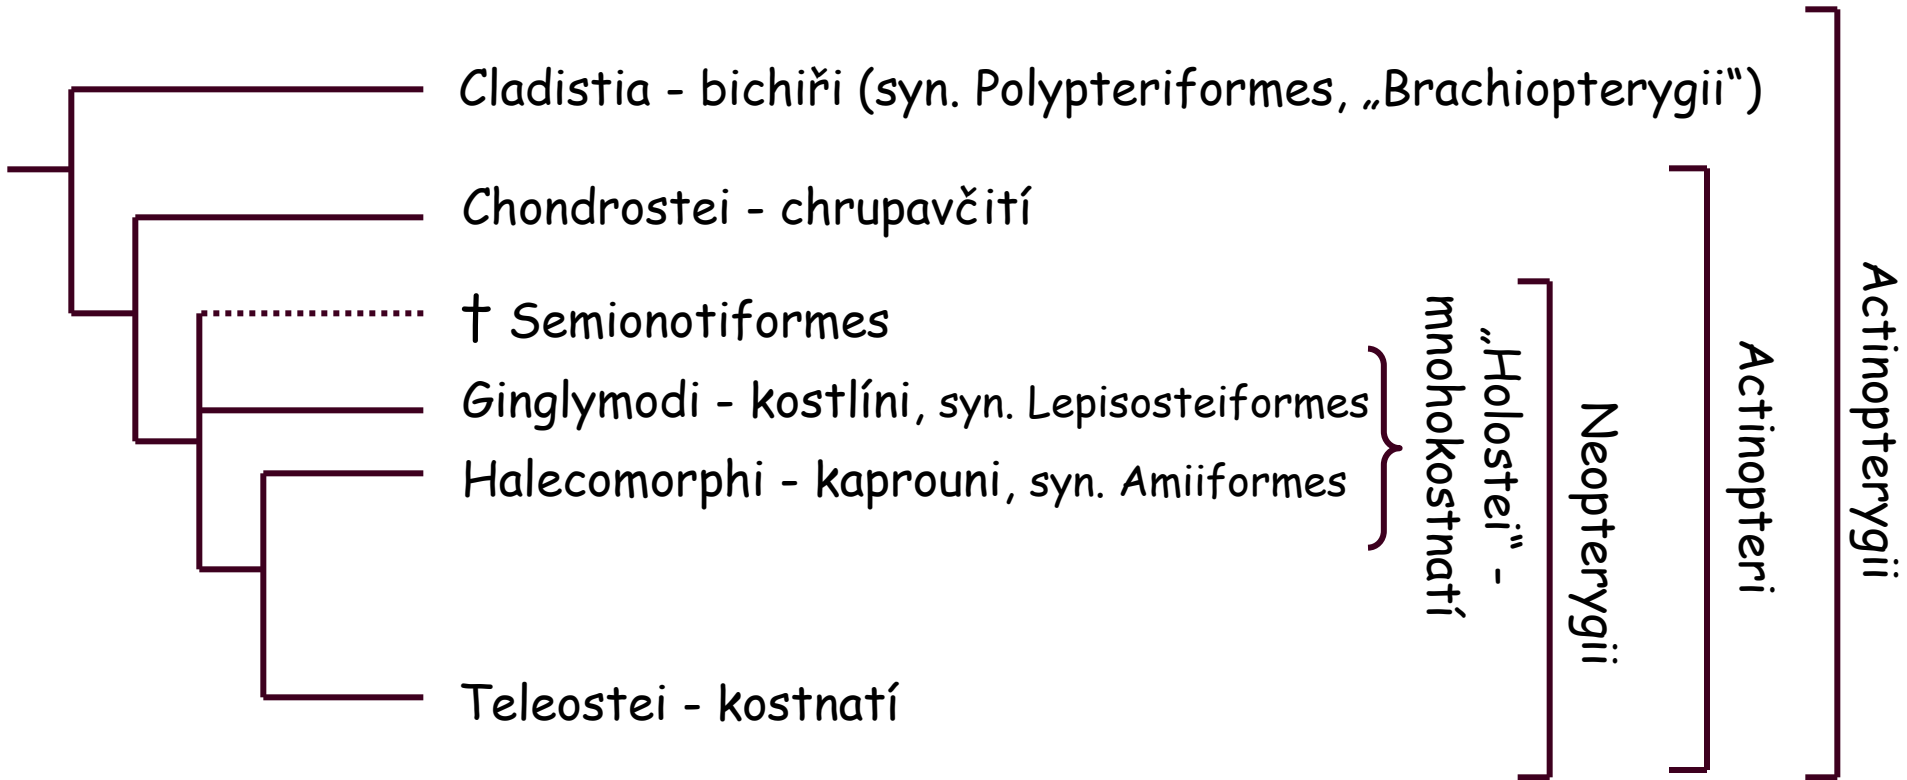 Cladistia - bichiři (syn. Polypteriformes, „Brachiopterygii“)
Chondrostei - chrupavčití
† Semionotiformes
Ginglymodi - kostlíni, syn. Lepisosteiformes
Halecomorphi - kaprouni, syn. Amiiformes
Teleostei - kostnatí
„Holostei“ -
mnohokostnatí
Neopterygii
Actinopteri
Actinopterygii